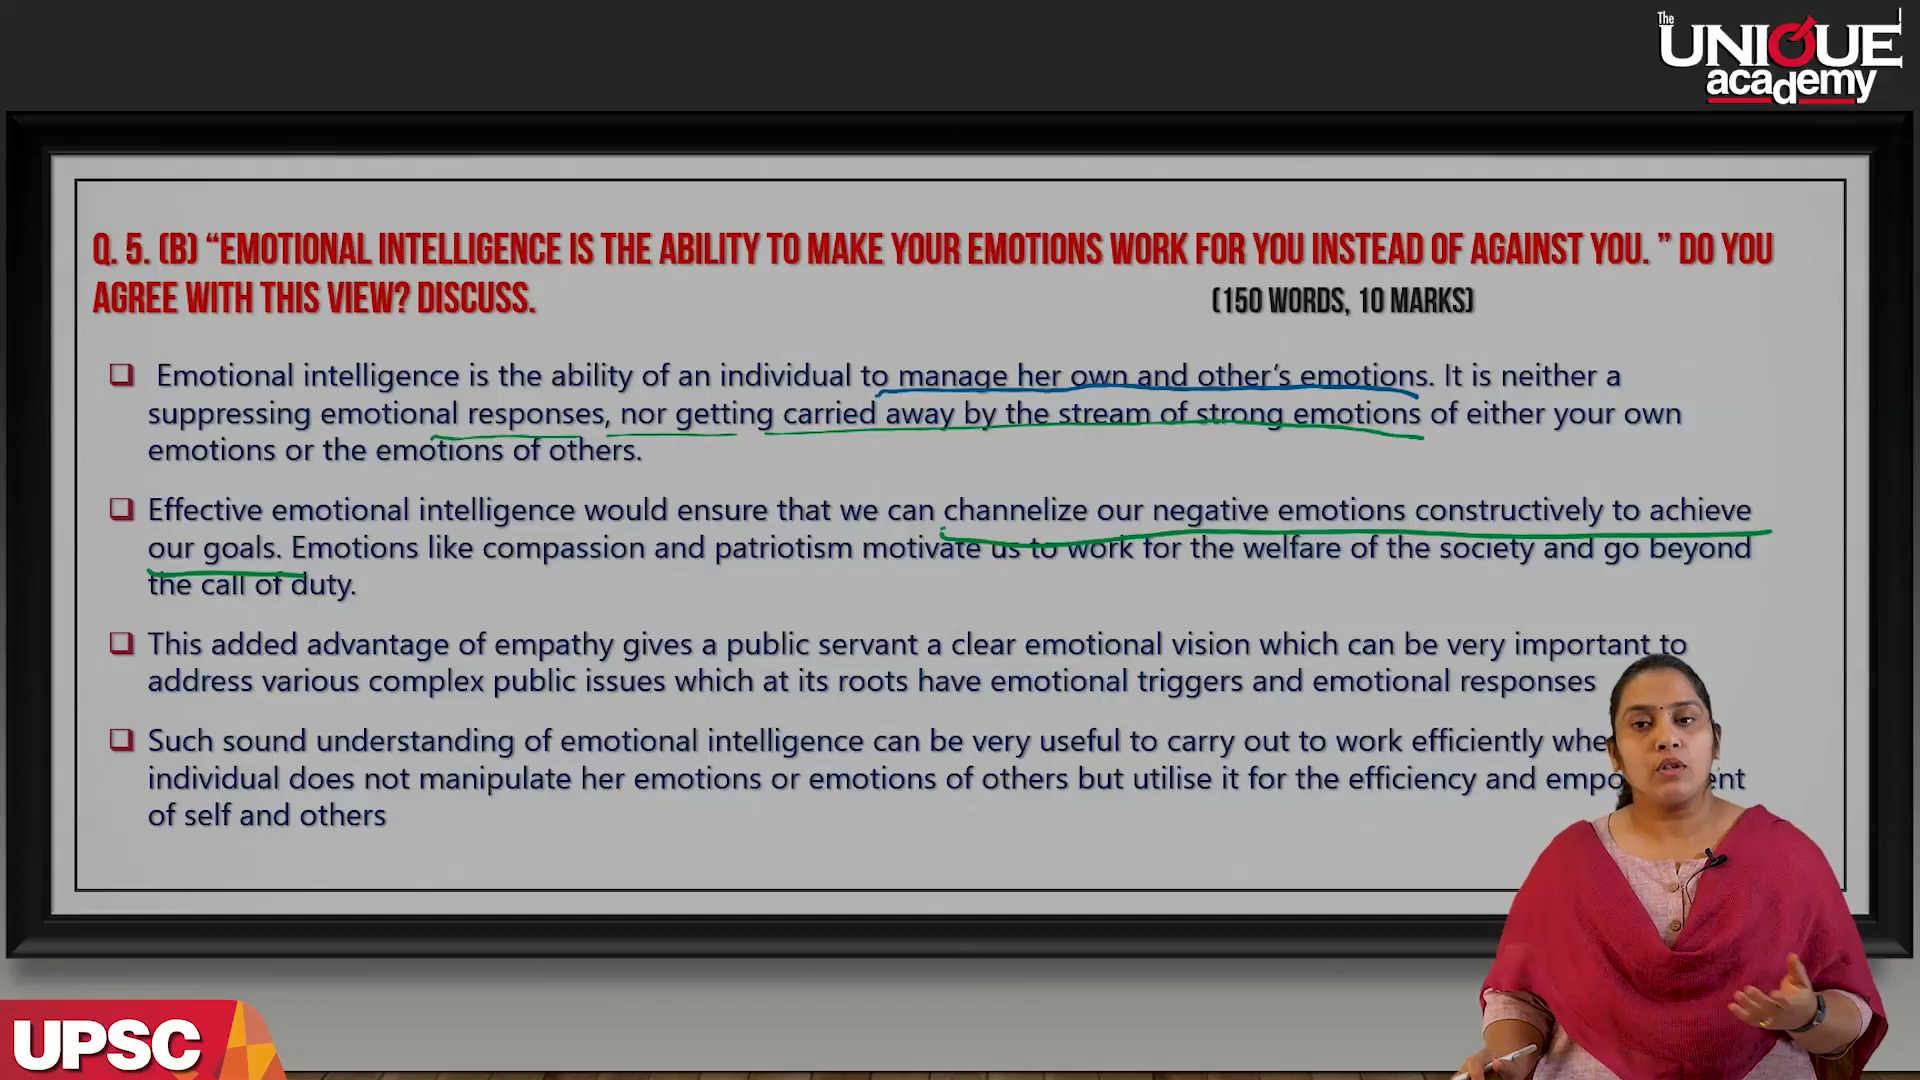 The
UNIQUE
academy
Q. 5. (B) “EMOTIONAL INTELLIGENCE IS THE ABILITY TO MAKE YOUR EMOTIONS WORK FOR YOU INSTEAD OF AGAINST YOU. ” DO YOU
AGREE WITH THIS VIEW? DISCUSS. (150 WORDS, 10 MARKS)
Emotional intelligence is the ability of an individual to manage her own and other’s emotions. It is neither a
suppressing emotional responses, nor getting carried away by the stream of strong emotions of either your own
emotions or the emotions of others.
Effective emotional intelligence would ensure that we can channelize our negative emotions constructively to achieve
our goals. Emotions like compassion and patriotism motivate us to work for the welfare of the society and go beyond
the call of duty.
This added advantage of empathy gives a public servant a clear emotional vision which can be very important to
address various complex public issues which at its roots have emotional triggers and emotional responses
Such sound understanding of emotional intelligence can be very useful to carry out to work efficiently
individual does not manipulate her emotions or emotions of others but utilise it for the efficiency and
of self and others
UPSC